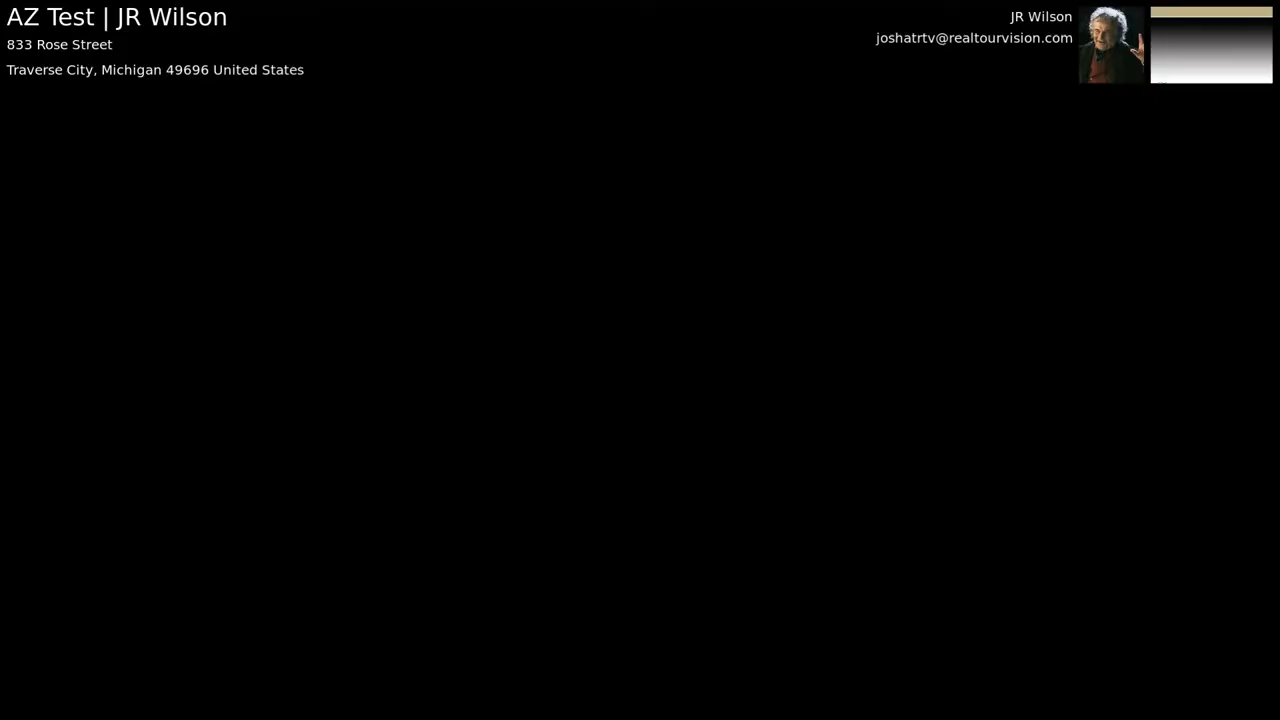 AZ Test | JR Wilson
833 Rose Street
Traverse City, Michigan 49696 United States
JR Wilson
joshatrtv@realtourvision.com